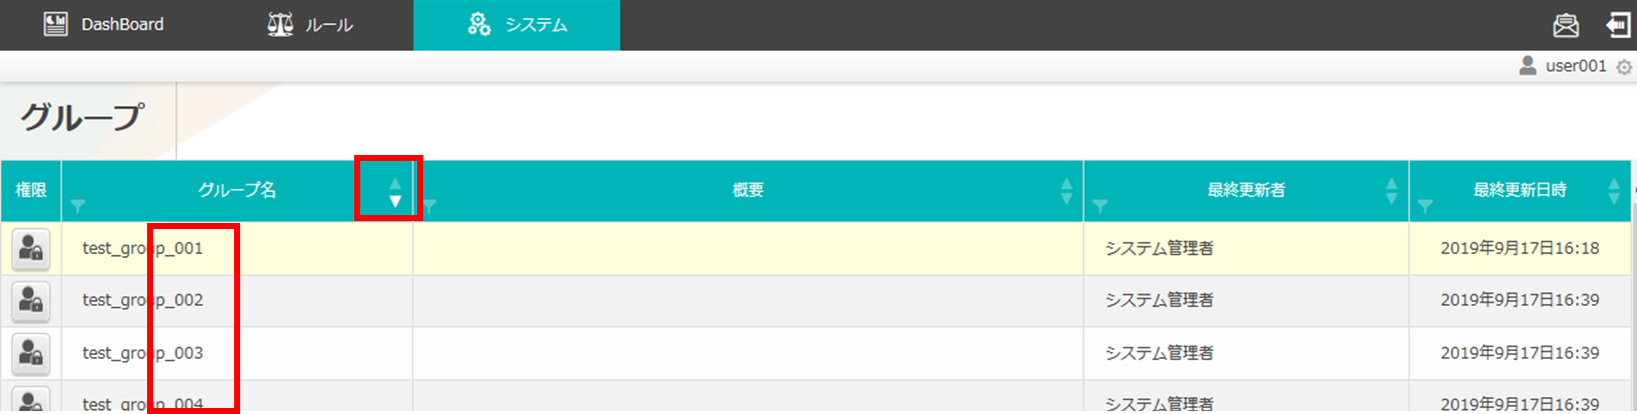 DashBoard ルール システム
user001
グループ
権限 グループ名 概要 最終更新者 最終更新日時
test_group_001 システム管理者 2019年9月17日16:18
test_group_002 システム管理者 2019年9月17日16:39
test_group_003 システム管理者 2019年9月17日16:39
test_group_004 システム管理者 2019年9月17日16:39